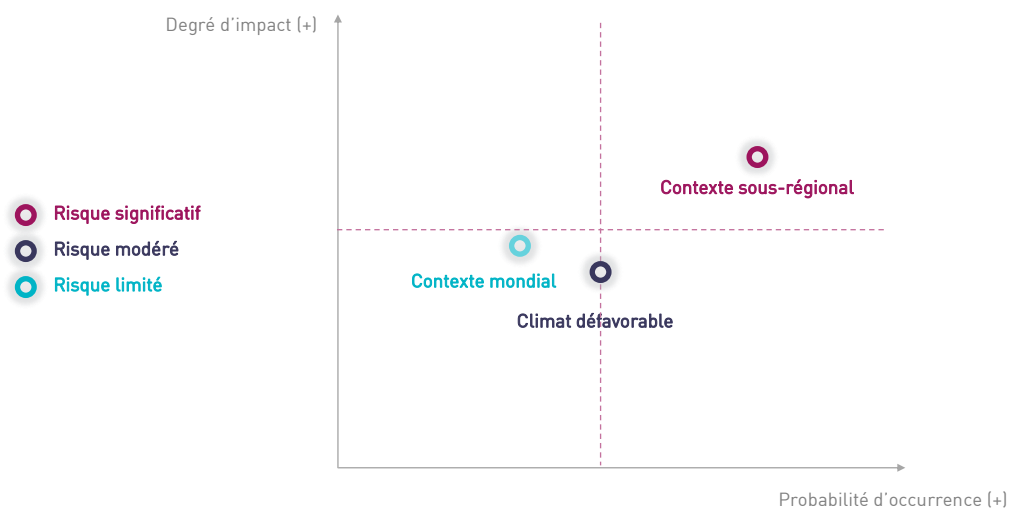 Degré d'impact (+)
Contexte sous-régional
Risque significatif
Risque modéré
Risque limité
Contexte mondial
Climat défavorable
Probabilité d'occurrence (+)